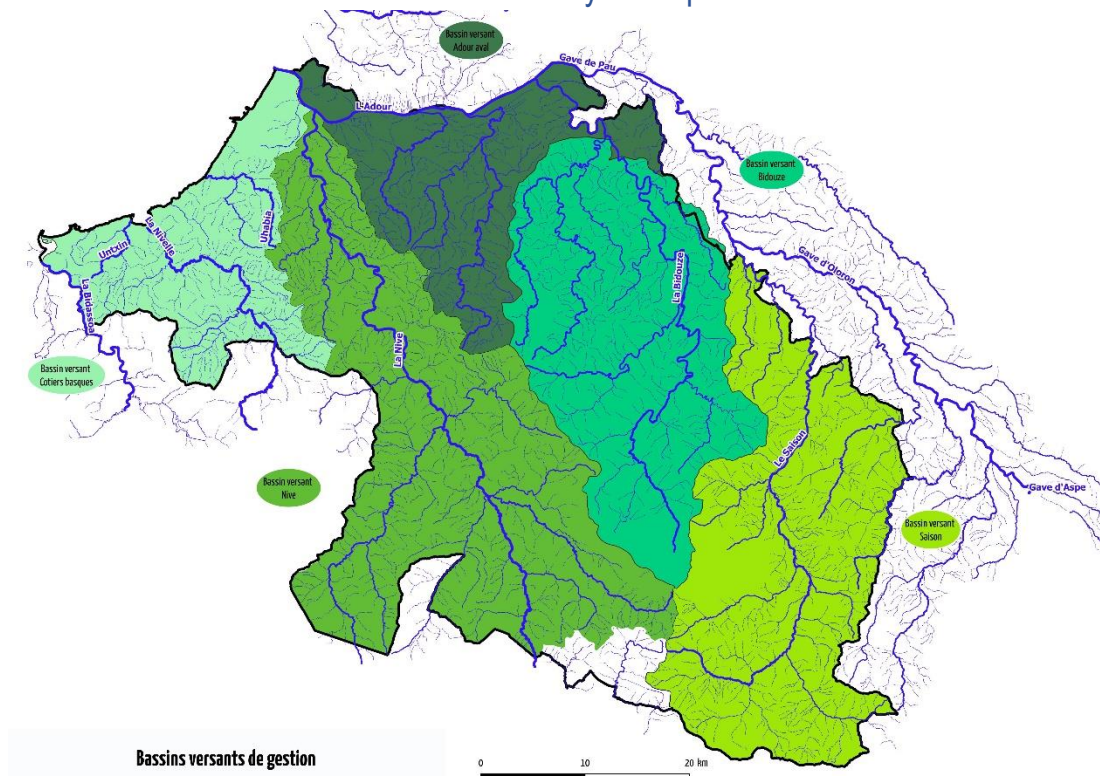 Bassin versant
Adour aval
Gave de Pau
L'Adour
Bassin versant
Bidouze
Uhabia
Untxin
La Nivelle
La Bidassoa
La Bidouze
Gave d'Oloron
La Nive
Bassin versant
Cotiers basques
Le Saison
Bassin versant
Nive
Gave d'Aspe
Bassin versant
Saison
Bassins versants de gestion
0 10 20 km